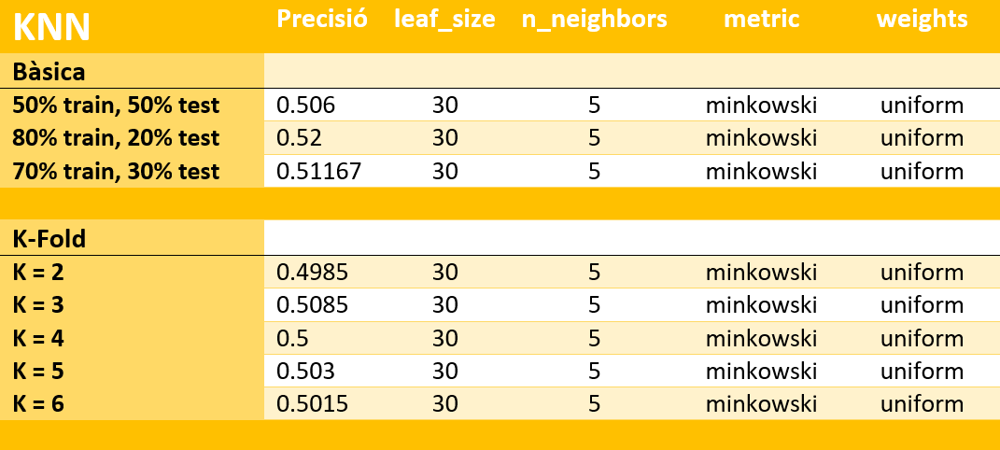 KNN Precisió leaf_size n_neighbors metric weights
Bàsica
50% train, 50% test 0.506 30 5 minkowski uniform
80% train, 20% test 0.52 30 5 minkowski uniform
70% train, 30% test 0.51167 30 5 minkowski uniform
K-Fold
K = 2 0.4985 30 5 minkowski uniform
K = 3 0.5085 30 5 minkowski uniform
K = 4 0.5 30 5 minkowski uniform
K = 5 0.503 30 5 minkowski uniform
K = 6 0.5015 30 5 minkowski uniform